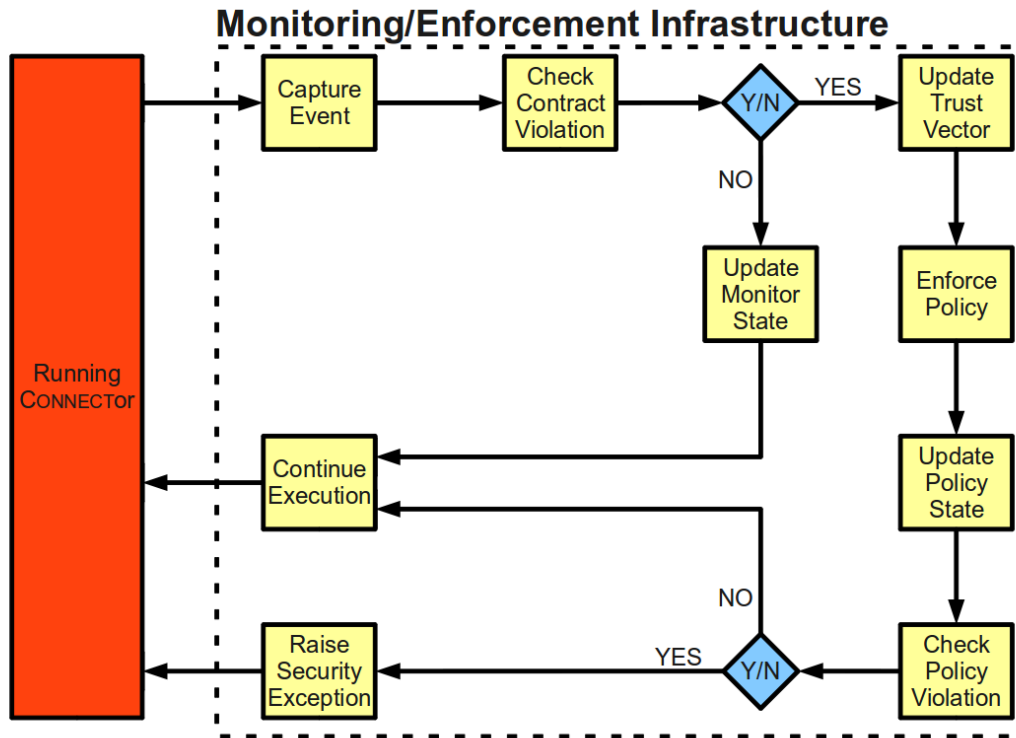 Monitoring/Enforcement Infrastructure
Capture
Event
Check
Contract
Violation
Y/N
YES
Update
Trust
Vector
NO
Update
Monitor
State
Enforce
Policy
Running
CONNECTor
Continue
Execution
Update
Policy
State
NO
Raise
Security
Exception
YES
Y/N
Check
Policy
Violation